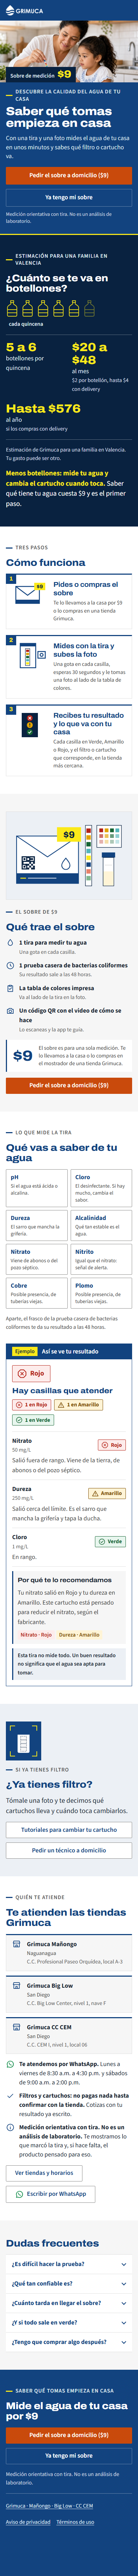 GRIMUCA
Sobre de medición $9
DESCUBRE LA CALIDAD DEL AGUA DE TU
CASA
Saber qué tomas
empieza en casa
Con una tira y una foto mides el agua de tu casa
en unos minutos y sabes qué filtro o cartucho
va.
Pedir el sobre a domicilio ($9)
Ya tengo mi sobre
Medición orientativa con tira. No es un análisis de
laboratorio.
ESTIMACIÓN PARA UNA FAMILIA EN
VALENCIA
¿Cuánto se te va en
botellones?
cada quincena
5 a 6
botellones por
quincena
$20 a
$48
al mes
$2 por botellón, hasta $4
con delivery
Hasta $576
al año
si los compras con delivery
Estimación de Grimuca para una familia en Valencia.
Tu gasto puede ser otro.
Menos botellones: mide tu agua y
cambia el cartucho cuando toca. Saber
qué tiene tu agua cuesta $9 y es el primer
paso.
TRES PASOS
Cómo funciona
1
$9
Pides o compras el
sobre
Te lo llevamos a la casa por $9
o lo compras en una tienda
Grimuca.
2
Mides con la tira y
subes la foto
Una gota en cada casilla,
esperas 30 segundos y le tomas
una foto al lado de la tabla de
colores.
3
Recibes tu resultado
y lo que va con tu
casa
Cada casilla en Verde, Amarillo
o Rojo, y el filtro o cartucho
que corresponde, en la tienda
más cercana.
$9
EL SOBRE DE $9
Qué trae el sobre
1 tira para medir tu agua
Una gota en cada casilla.
1 prueba casera de bacterias coliformes
Su resultado sale a las 48 horas.
La tabla de colores impresa
Va al lado de la tira en la foto.
Un código QR con el video de cómo se
hace
Lo escaneas y la app te guía.
$9
El sobre es para una sola medición. Te
lo llevamos a la casa o lo compras en
el mostrador de una tienda Grimuca.
Pedir el sobre a domicilio ($9)
LO QUE MIDE LA TIRA
Qué vas a saber de tu
agua
pH
Si el agua está ácida o
alcalina.
Cloro
El desinfectante. Si hay
mucho, cambia el
sabor.
Dureza
El sarro que mancha la
grifería.
Alcalinidad
Qué tan estable es el
agua.
Nitrato
Viene de abonos o del
pozo séptico.
Nitrito
Igual que el nitrato:
señal de alerta.
Cobre
Posible presencia, de
tuberías viejas.
Plomo
Posible presencia, de
tuberías viejas.
Aparte, el frasco de la prueba casera de bacterias
coliformes te da su resultado a las 48 horas.
Ejemplo Así se ve tu resultado
Rojo
Hay casillas que atender
1 en Rojo
1 en Amarillo
1 en Verde
Nitrato
50 mg/L
Rojo
Salió fuera de rango. Viene de la tierra, de
abonos o del pozo séptico.
Dureza
250 mg/L
Amarillo
Salió cerca del límite. Es el sarro que
mancha la grifería y tapa la ducha.
Cloro
1 mg/L
Verde
En rango.
Por qué te lo recomendamos
Tu nitrato salió en Rojo y tu dureza en
Amarillo. Este cartucho está pensado
para reducir el nitrato, según el
fabricante.
Nitrato · Rojo
Dureza · Amarillo
Esta tira no mide todo. Un buen resultado
no significa que el agua sea apta para
tomar.
SI YA TIENES FILTRO
¿Ya tienes filtro?
Tómale una foto y te decimos qué
cartuchos lleva y cuándo toca cambiarlos.
Tutoriales para cambiar tu cartucho
Pedir un técnico a domicilio
QUIÉN TE ATIENDE
Te atienden las tiendas
Grimuca
Grimuca Mañongo
Naguanagua
C.C. Profesional Paseo Orquídea, local A-3
Grimuca Big Low
San Diego
C.C. Big Low Center, nivel 1, nave F
Grimuca CC CEM
San Diego
C.C. CEM I, nivel 1, local 06
Te atendemos por WhatsApp. Lunes a
viernes de 8:30 a.m. a 4:30 p.m. y sábados
de 9:00 a.m. a 2:00 p.m.
Filtros y cartuchos: no pagas nada hasta
confirmar con la tienda. Cotizas con tu
resultado ya escrito.
Medición orientativa con tira. No es un
análisis de laboratorio. Te mostramos lo
que marcó la tira y, si hace falta, el
producto pensado para eso.
Ver tiendas y horarios
Escribir por WhatsApp
Dudas frecuentes
¿Es difícil hacer la prueba?
¿Qué tan confiable es?
¿Cuánto tarda en llegar el sobre?
¿Y si todo sale en verde?
¿Tengo que comprar algo después?
SABER QUÉ TOMAS EMPIEZA EN CASA
Mide el agua de tu casa
por $9
Pedir el sobre a domicilio ($9)
Ya tengo mi sobre
Medición orientativa con tira. No es un análisis de
laboratorio.
Grimuca · Mañongo · Big Low · CC CEM
Aviso de privacidad Términos de uso